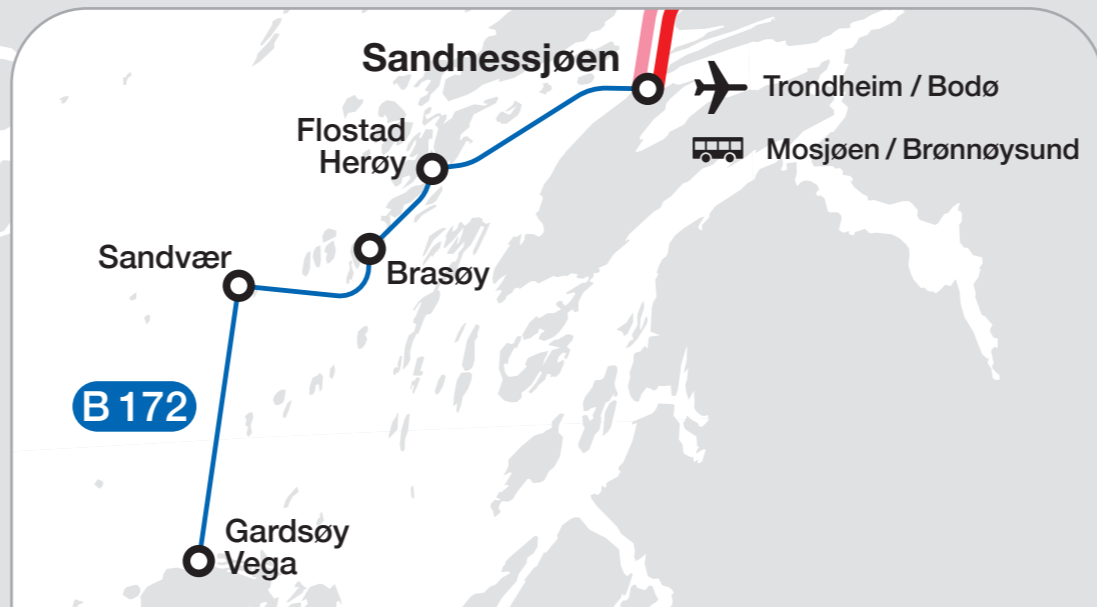 Sandnessjøen
Trondheim / Bodø
Mosjøen / Brønnøysund
Flostad
Herøy
Brasøy
Sandvær
B 172
Gardsøy
Vega